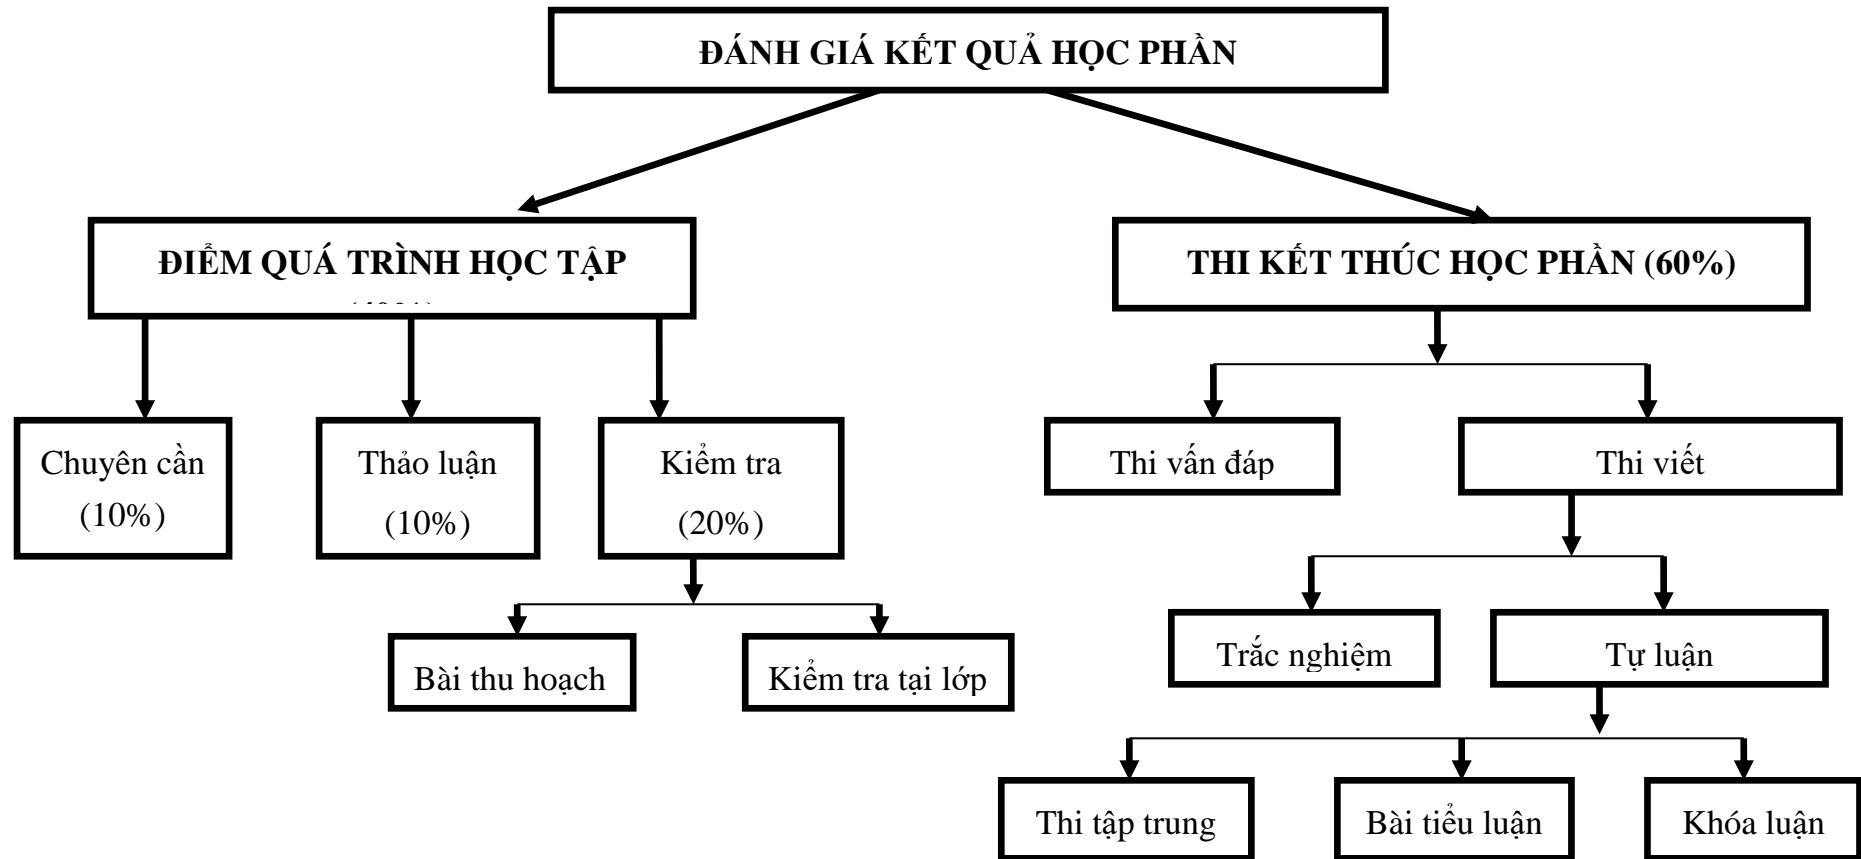 ĐÁNH GIÁ KẾT QUẢ HỌC PHẦN
ĐIỂM QUÁ TRÌNH HỌC TẬP
THI KẾT THÚC HỌC PHẦN (60%)
Chuyên cần
(10%)
Thảo luận
(10%)
Kiểm tra
(20%)
Thi vấn đáp
Thi viết
Bài thu hoạch
Kiểm tra tại lớp
Trắc nghiệm
Tự luận
Thi tập trung
Bài tiểu luận
Khóa luận